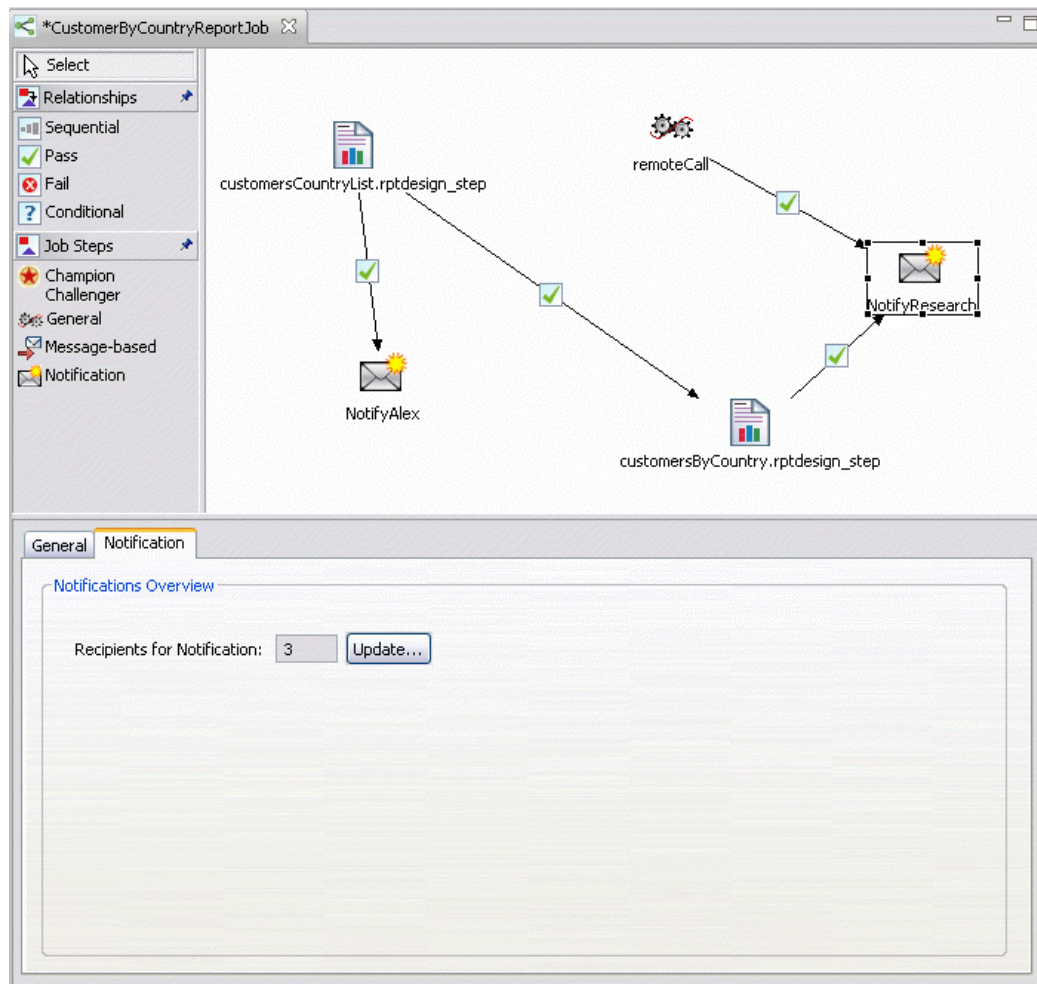 *CustomerByCountryReportJob
Select
Relationships
Sequential
Pass
Fail
Conditional
Job Steps
Champion
Challenger
General
Message-based
Notification
customersCountryList.rptdesign_step
remoteCall
NotifyResearch
NotifyAlex
customersByCountry.rptdesign_step
General
Notification
Notifications Overview
Recipients for Notification: 3 Update...